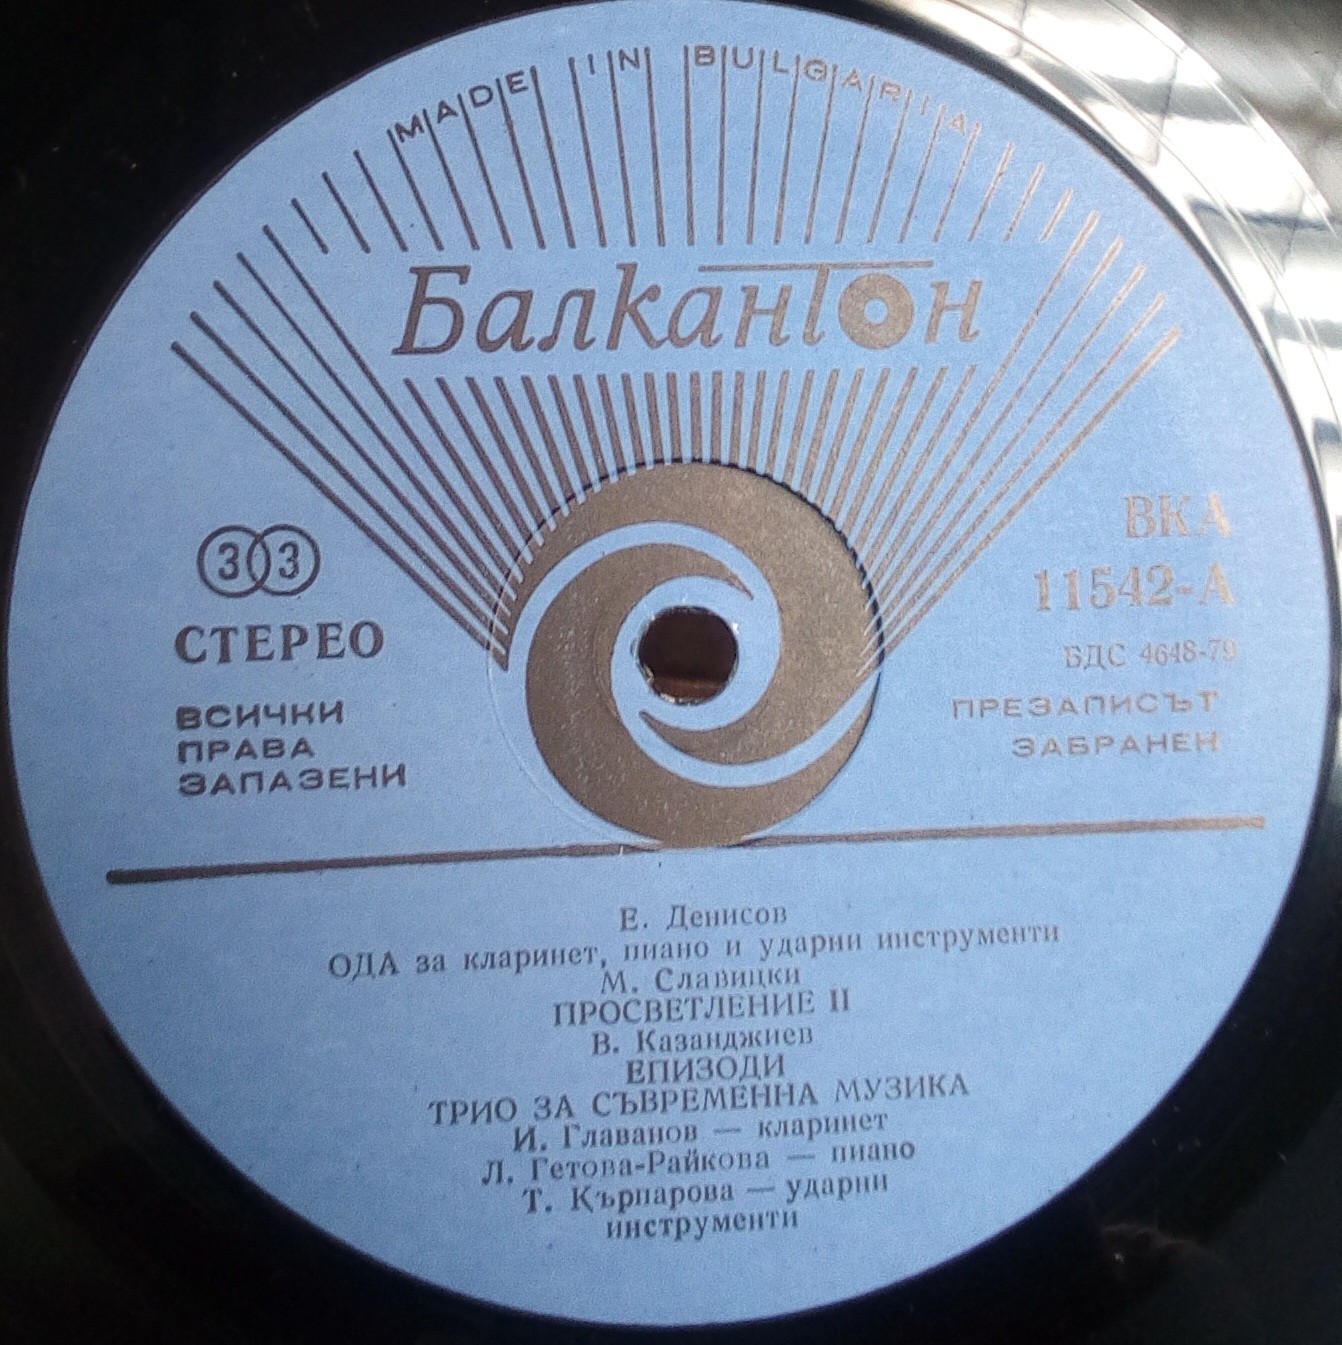 MADE IN BULGARIA
Балкантон
33
СТЕРЕО
ВСИЧКИ
ПРАВА
ЗАПАЗЕНИ
ВКА
11542-А
БДС 4648-79
ПРЕЗАПИСЪТ
ЗАБРАНЕН
Е. Денисов
ОДА за кларинет, пиано и ударни инструменти
М. Славицки
ПРОСВЕТЛЕНИЕ II
В. Казанджиев
ЕПИЗОДИ
ТРИО ЗА СЪВРЕМЕННА МУЗИКА
И. Главанов — кларинет
Л. Гетова-Райкова — пиано
Т. Кърпарова — ударни
инструменти